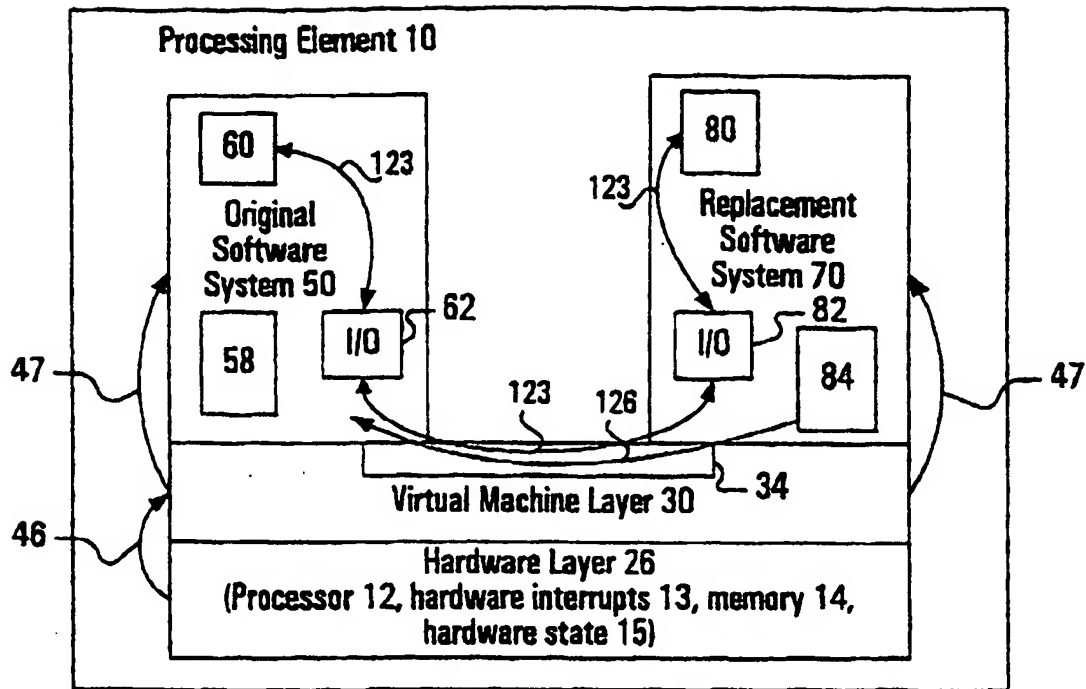 Processing Element 10
60
123
Original
Software
System 50
62
I/O
58
80
123
Replacement
Software
System 70
82
I/O
84
47
47
123
126
34
Virtual Machine Layer 30
46
Hardware Layer 26
(Processor 12, hardware interrupts 13, memory 14,
hardware state 15)